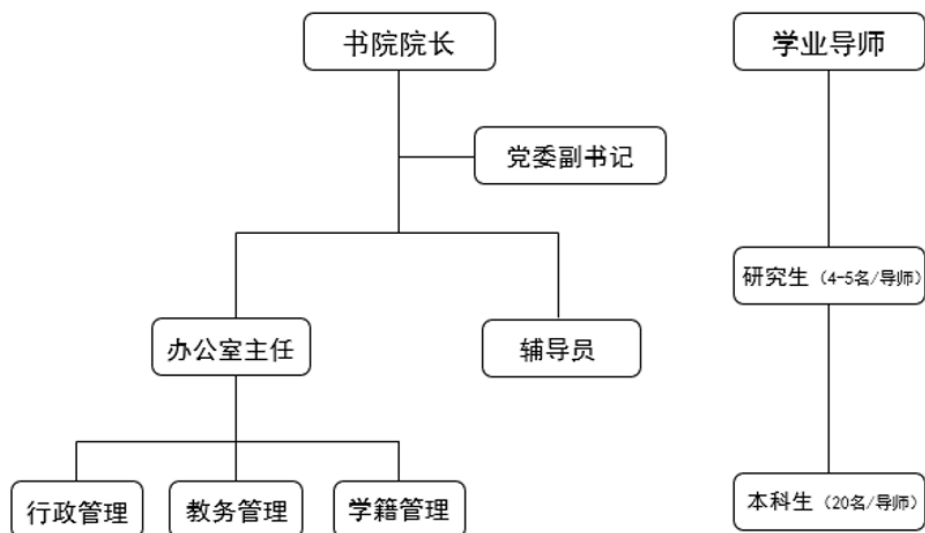 书院院长
学业导师
党委副书记
研究生（4-5名/导师）
办公室主任
辅导员
行政管理
教务管理
学籍管理
本科生（20名/导师）